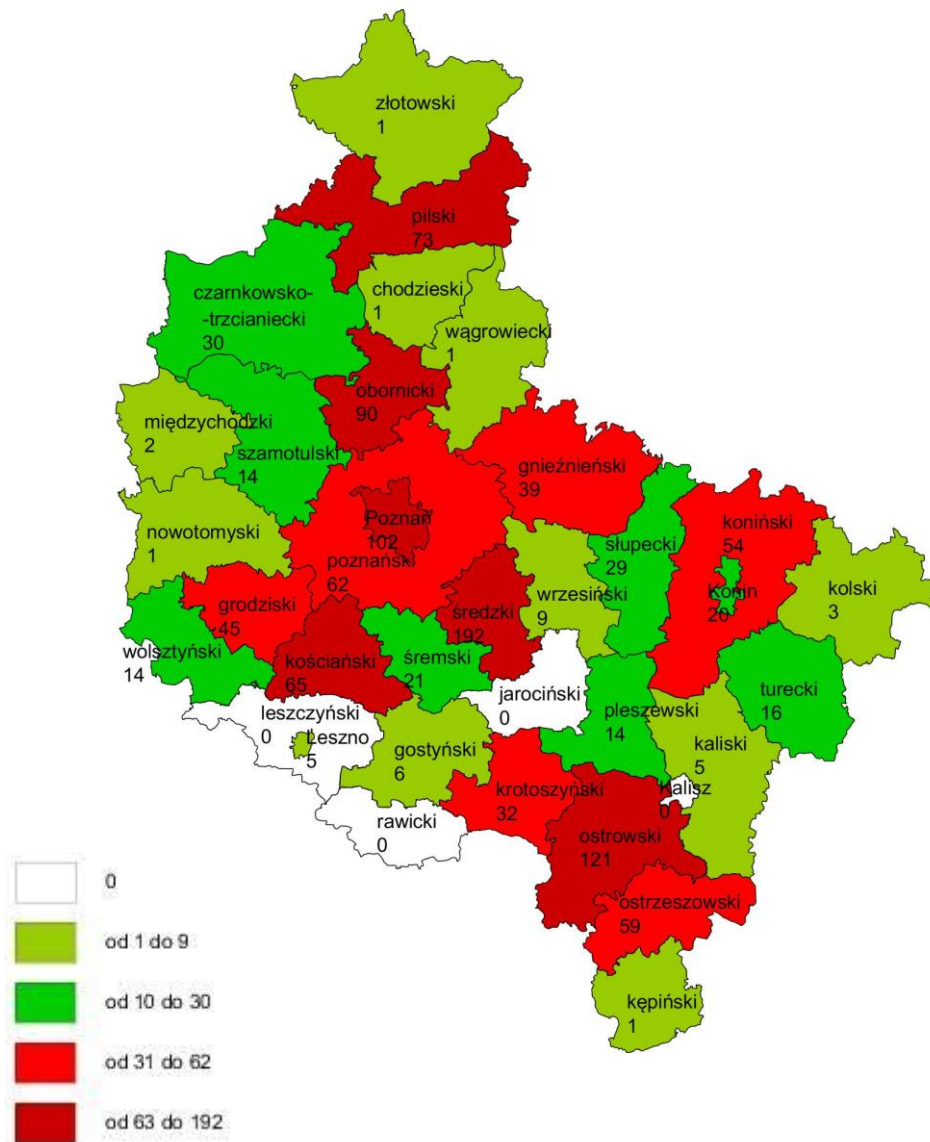 złotowski
1
pilski
73
chodzieski
1
czarnkowsko-
-trzcianiecki
30
wągrowiecki
1
obornicki
90
międzychodzki
2
szamotulski
14
gnieźnieński
39
nowotomyski
1
Poznań
102
poznański
62
słupecki
29
koniński
54
Konin
20
kolski
3
grodziski
45
średzki
192
wrzesiński
9
wolsztyński
14
kościański
65
śremski
21
jarociński
0
turecki
16
pleszewski
14
leszczyński
0
Leszno
5
gostyński
6
kaliski
5
Kalisz
0
krotoszyński
32
rawicki
0
ostrowski
121
ostrzeszowski
59
kępiński
1
0
od 1 do 9
od 10 do 30
od 31 do 62
od 63 do 192